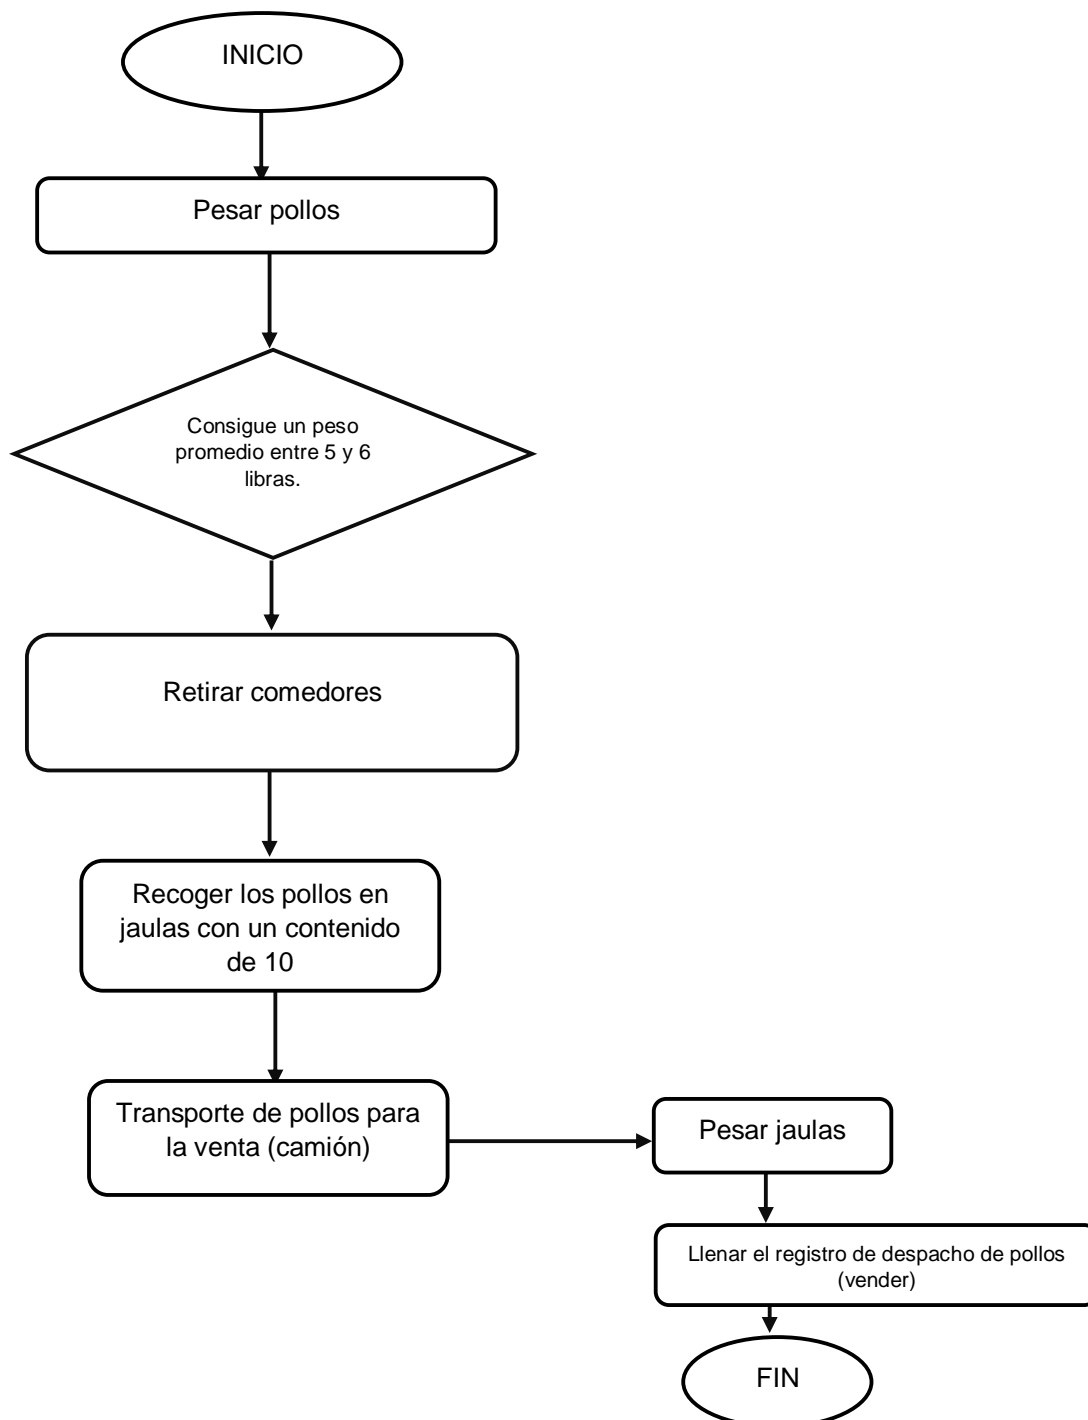 INICIO
Pesar pollos
Consigue un peso
promedio entre 5 y 6
libras.
Retirar comedores
Recoger los pollos en
jaulas con un contenido
de 10
Transporte de pollos para
la venta (camión)
Pesar jaulas
Llenar el registro de despacho de pollos
(vender)
FIN